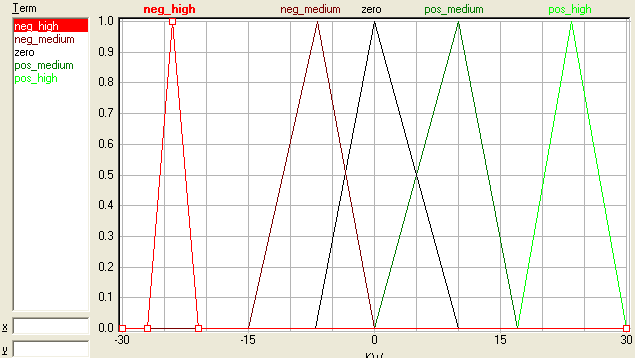 Term
neg_high
neg_medium
zero
pos_medium
pos_high
neg_high neg_medium zero pos_medium pos_high
1.0
0.9
0.8
0.7
0.6
0.5
0.4
0.3
0.2
0.1
0.0
-30 -15 0 15 30
x
y